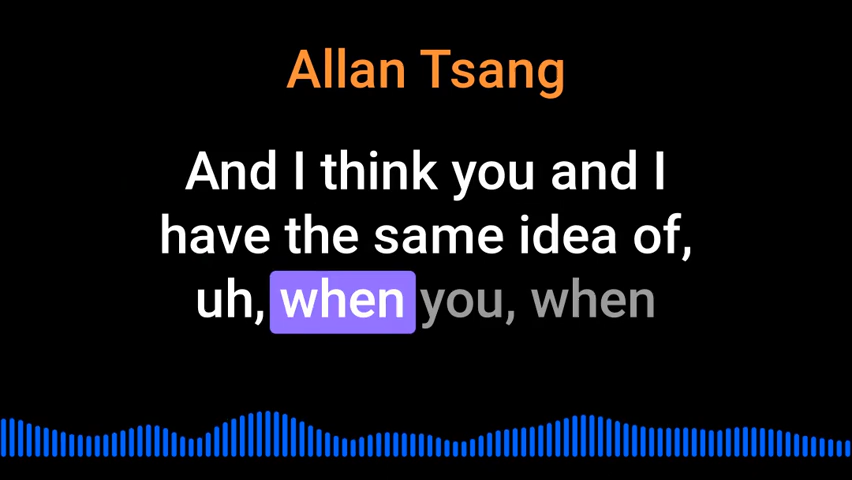 Allan Tsang
And I think you and I
have the same idea of,
uh, when you, when